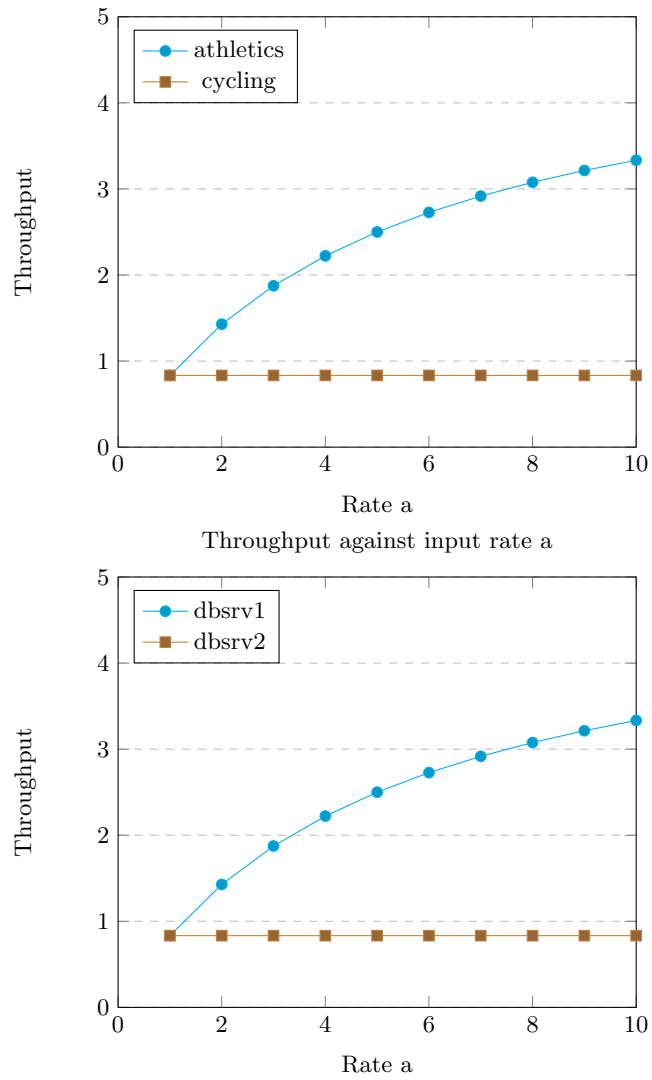 5
athletics
cycling
4
3
2
1
0
Throughput
0 2 4 6 8 10
Rate a
Throughput against input rate a
5
dbsrv1
dbsrv2
4
3
2
1
0
Throughput
0 2 4 6 8 10
Rate a